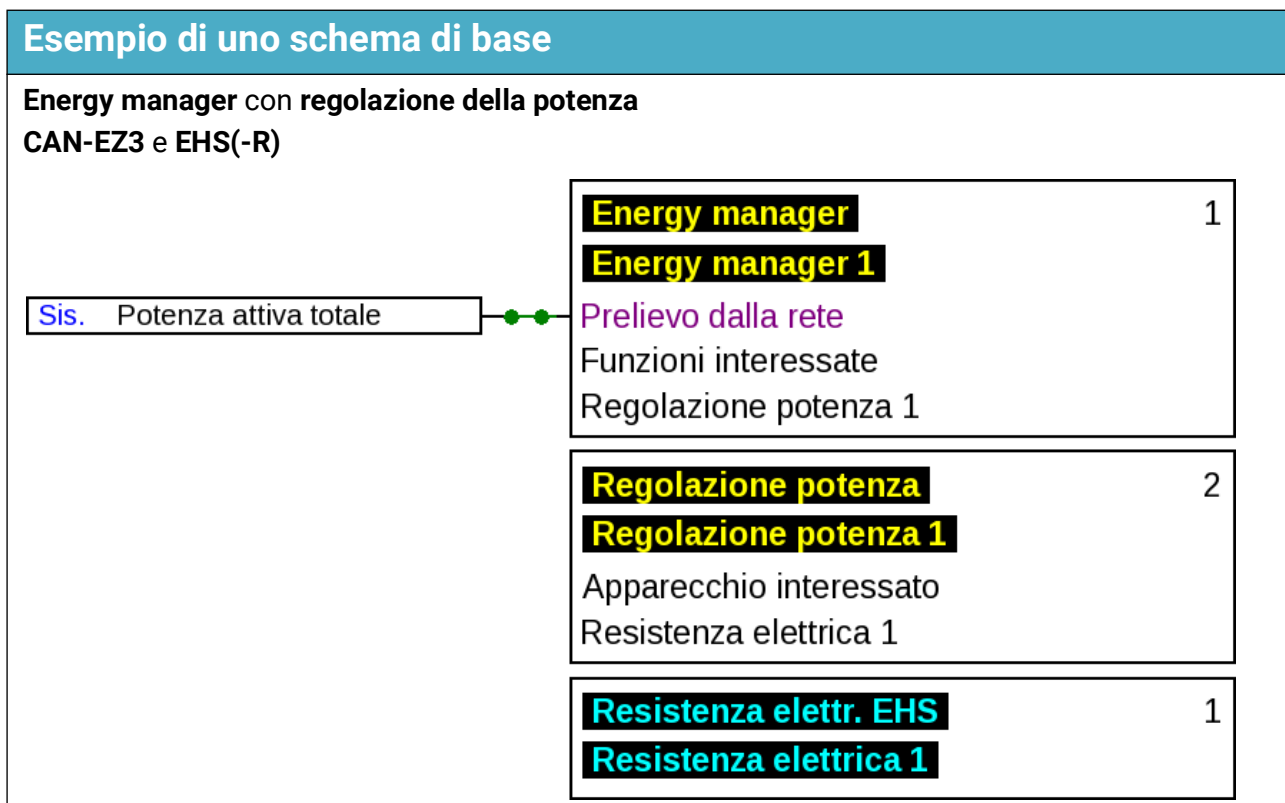 Esempio di uno schema di base
Energy manager con regolazione della potenza
CAN-EZ3 e EHS(-R)
Energy manager 1
Energy manager 1
Sis. Potenza attiva totale
Prelievo dalla rete
Funzioni interessate
Regolazione potenza 1
Regolazione potenza 2
Regolazione potenza 1
Apparecchio interessato
Resistenza elettrica 1
Resistenza elettr. EHS 1
Resistenza elettrica 1